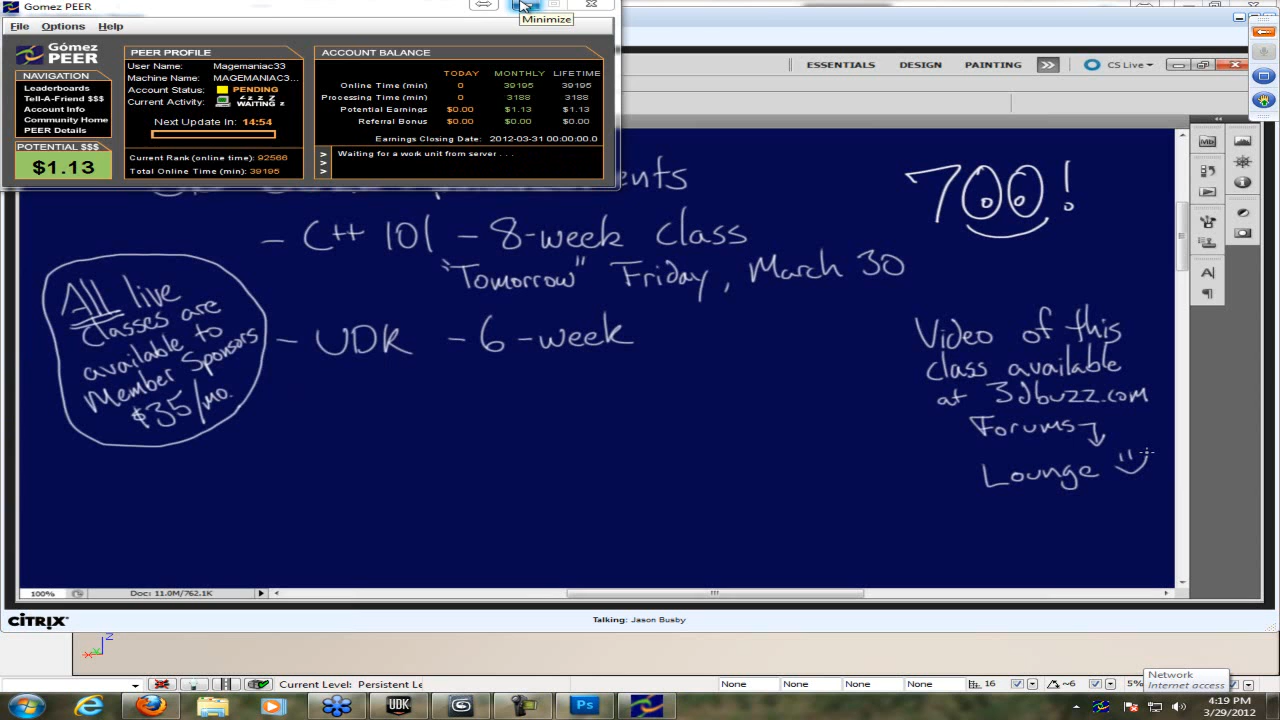 Gomez PEER
Minimize
File Options Help
Gómez
PEER
NAVIGATION
Leaderboards
Tell-A-Friend $$$
Account Info
Community Home
PEER Details
POTENTIAL $$$
$1.13
PEER PROFILE
User Name: Magemaniac33
Machine Name: MAGEMANIAC3...
Account Status: PENDING
Current Activity: z z z z
WAITING z
Next Update In: 14:54
Current Rank (online time): 92566
Total Online Time (min): 39195
ACCOUNT BALANCE
TODAY MONTHLY LIFETIME
Online Time (min) 0 39195 39195
Processing Time (min) 0 3188 3188
Potential Earnings $0.00 $1.13 $1.13
Referral Bonus $0.00 $0.00 $0.00
Earnings Closing Date: 2012-03-31 00:00:00.0
> Waiting for a work unit from server . . .
>
>
ESSENTIALS DESIGN PAINTING >> CS Live
Mb
A|
¶
700!
- C++ 101 - 8-week class
"Tomorrow" Friday, March 30
- UDK - 6-week
All live
classes are
available to
Member Sponsors
$35/mo.
Video of this
class available
at 3dbuzz.com
Forums
Lounge
100% Doc: 11.0M/762.1K
CITRIX
Talking: Jason Busby
Z
X
Current Level: Persistent Le
None None None None 16 ~6 5%
Network
Internet access
UDK
Ps
4:19 PM
3/29/2012